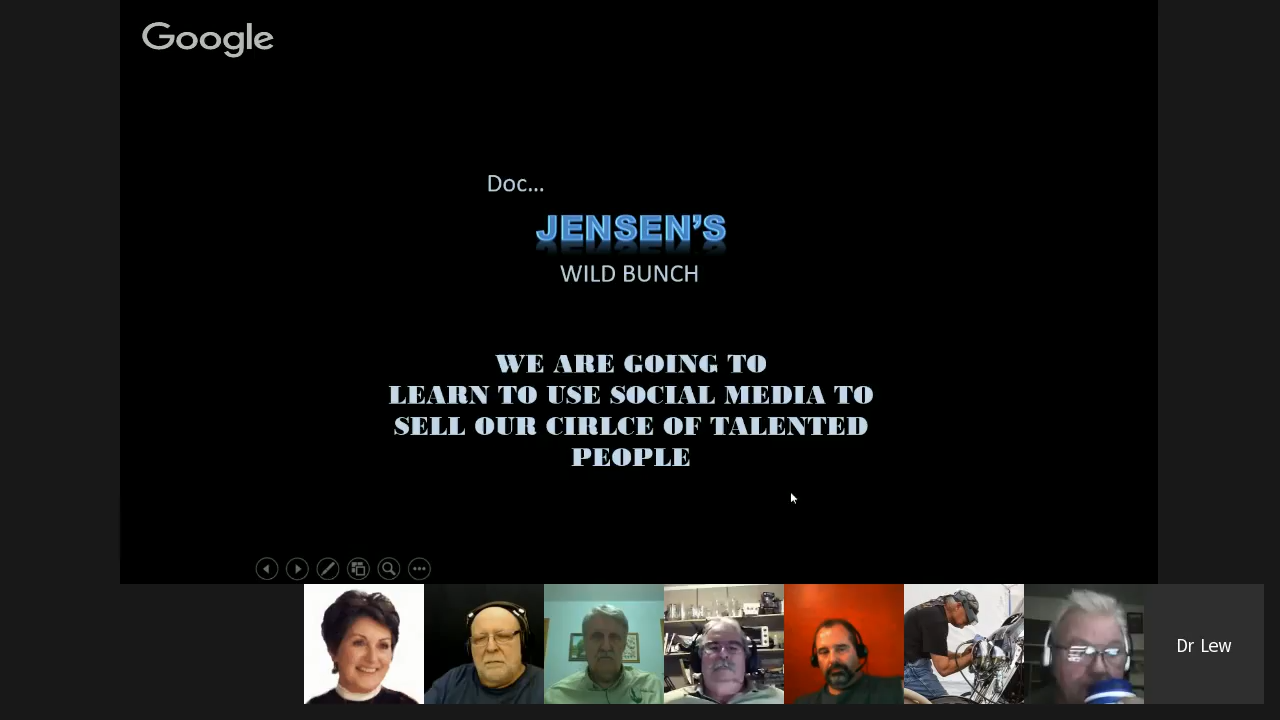 Google
Doc...
JENSEN'S
WILD BUNCH
WE ARE GOING TO
LEARN TO USE SOCIAL MEDIA TO
SELL OUR CIRLCE OF TALENTED
PEOPLE
Dr Lew